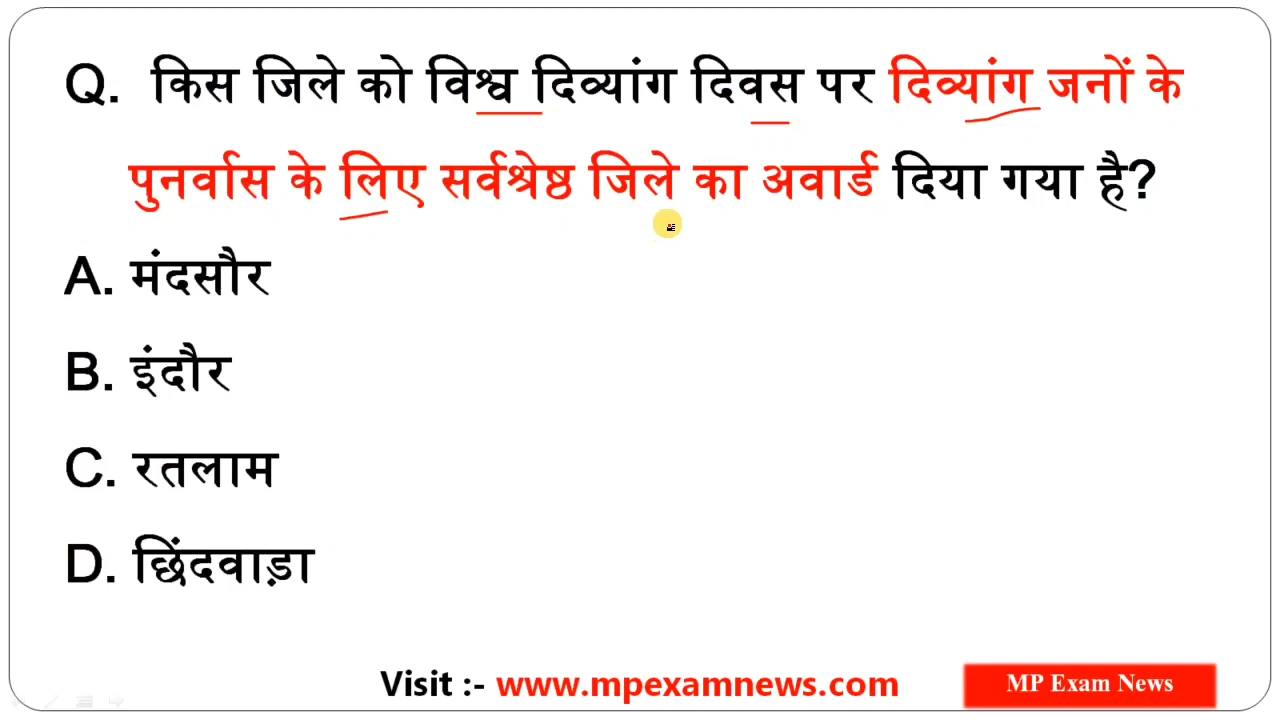 Q. किस जिले को विश्व दिव्यांग दिवस पर दिव्यांग जनों के
पुनर्वास के लिए सर्वश्रेष्ठ जिले का अवार्ड दिया गया है?
A. मंदसौर
B. इंदौर
C. रतलाम
D. छिंदवाड़ा
Visit :- www.mpexamnews.com
MP Exam News